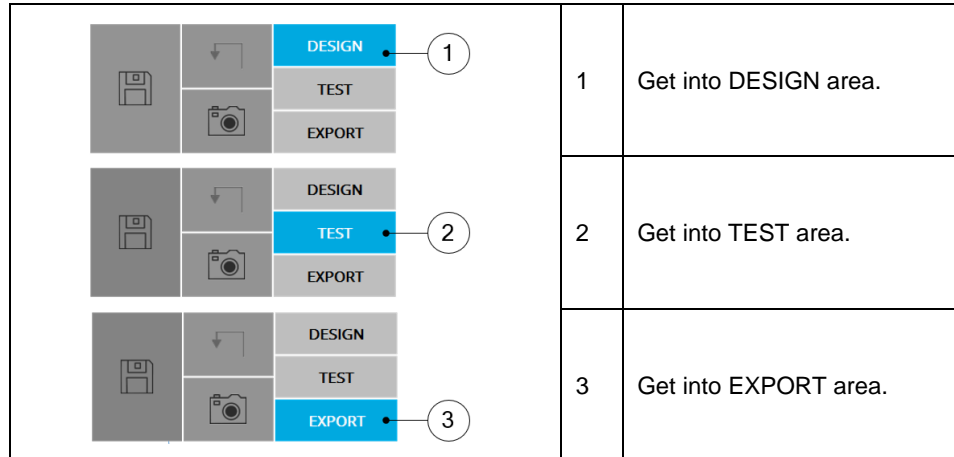 DESIGN
1
TEST
EXPORT
1
Get into DESIGN area.
DESIGN
TEST
2
EXPORT
2
Get into TEST area.
DESIGN
TEST
EXPORT
3
3
Get into EXPORT area.